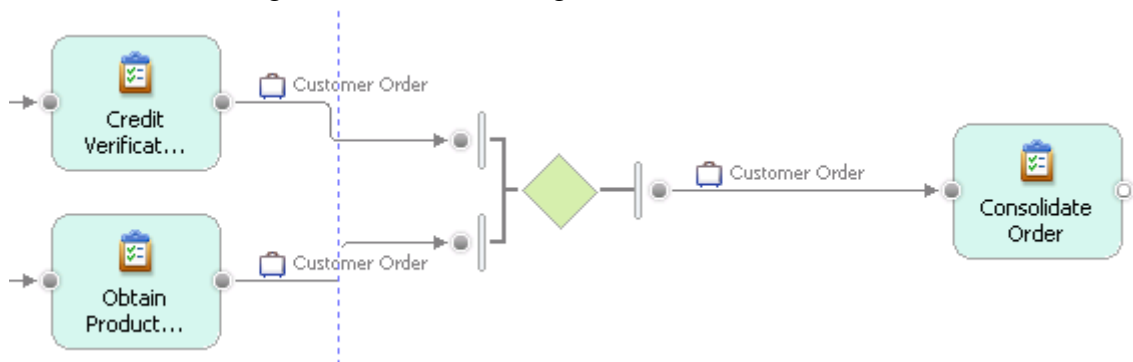 Customer Order
Credit
Verificat...
Customer Order
Consolidate
Order
Customer Order
Obtain
Product...